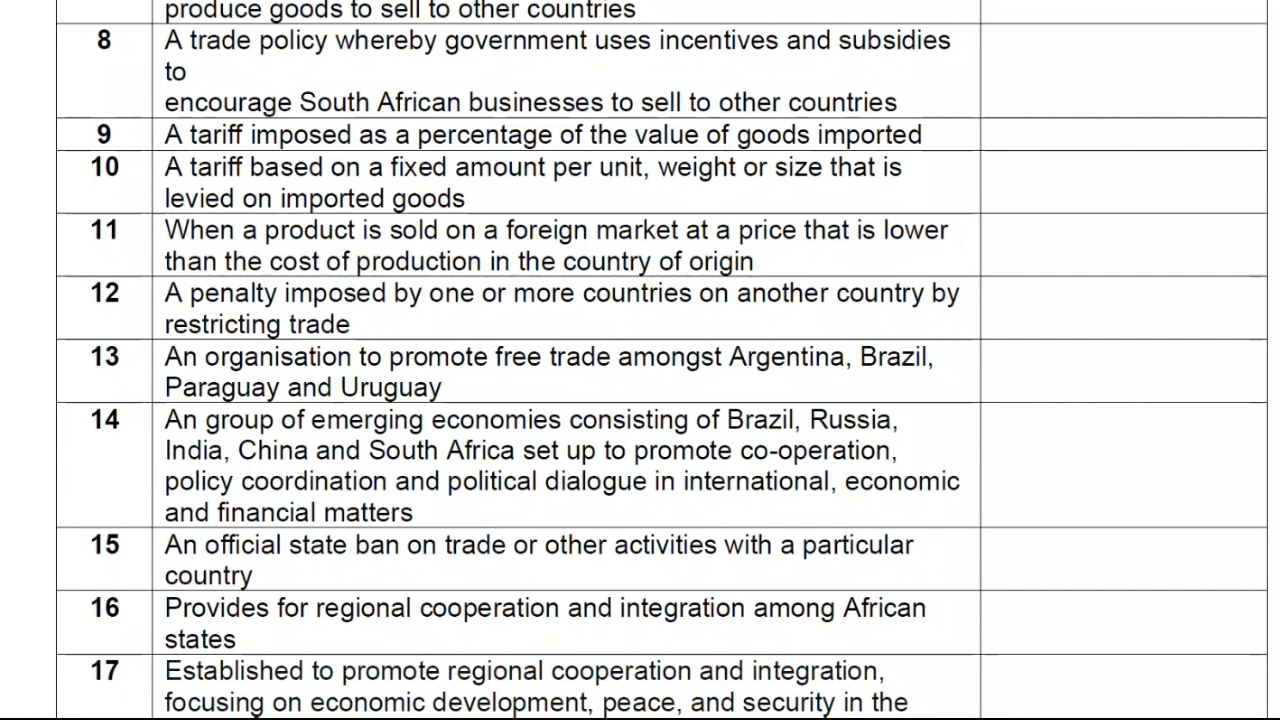 produce goods to sell to other countries
8
A trade policy whereby government uses incentives and subsidies
to
encourage South African businesses to sell to other countries
9
A tariff imposed as a percentage of the value of goods imported
10
A tariff based on a fixed amount per unit, weight or size that is
levied on imported goods
11
When a product is sold on a foreign market at a price that is lower
than the cost of production in the country of origin
12
A penalty imposed by one or more countries on another country by
restricting trade
13
An organisation to promote free trade amongst Argentina, Brazil,
Paraguay and Uruguay
14
An group of emerging economies consisting of Brazil, Russia,
India, China and South Africa set up to promote co-operation,
policy coordination and political dialogue in international, economic
and financial matters
15
An official state ban on trade or other activities with a particular
country
16
Provides for regional cooperation and integration among African
states
17
Established to promote regional cooperation and integration,
focusing on economic development, peace, and security in the